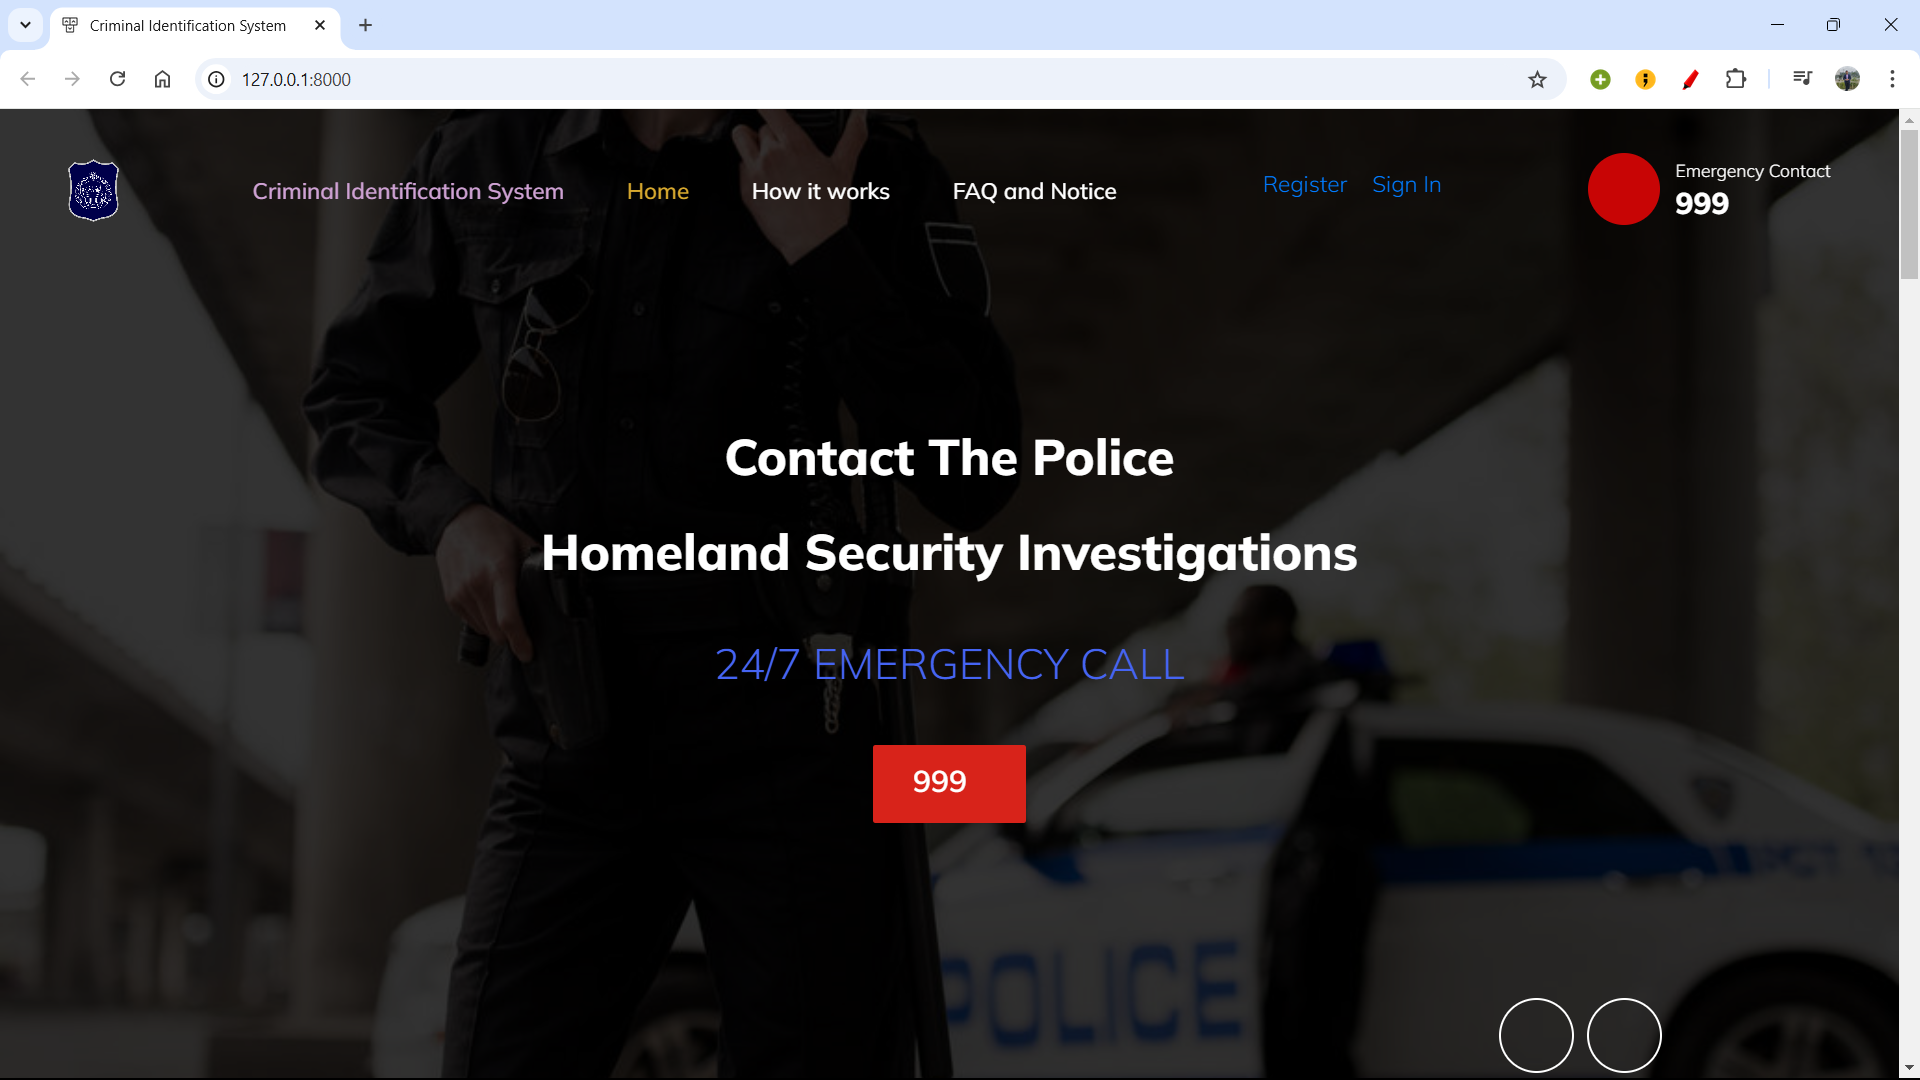 Criminal Identification System
127.0.0.1:8000
Criminal Identification System
Home
How it works
FAQ and Notice
Register
Sign In
Emergency Contact
999
Contact The Police
Homeland Security Investigations
24/7 EMERGENCY CALL
999
POLICE